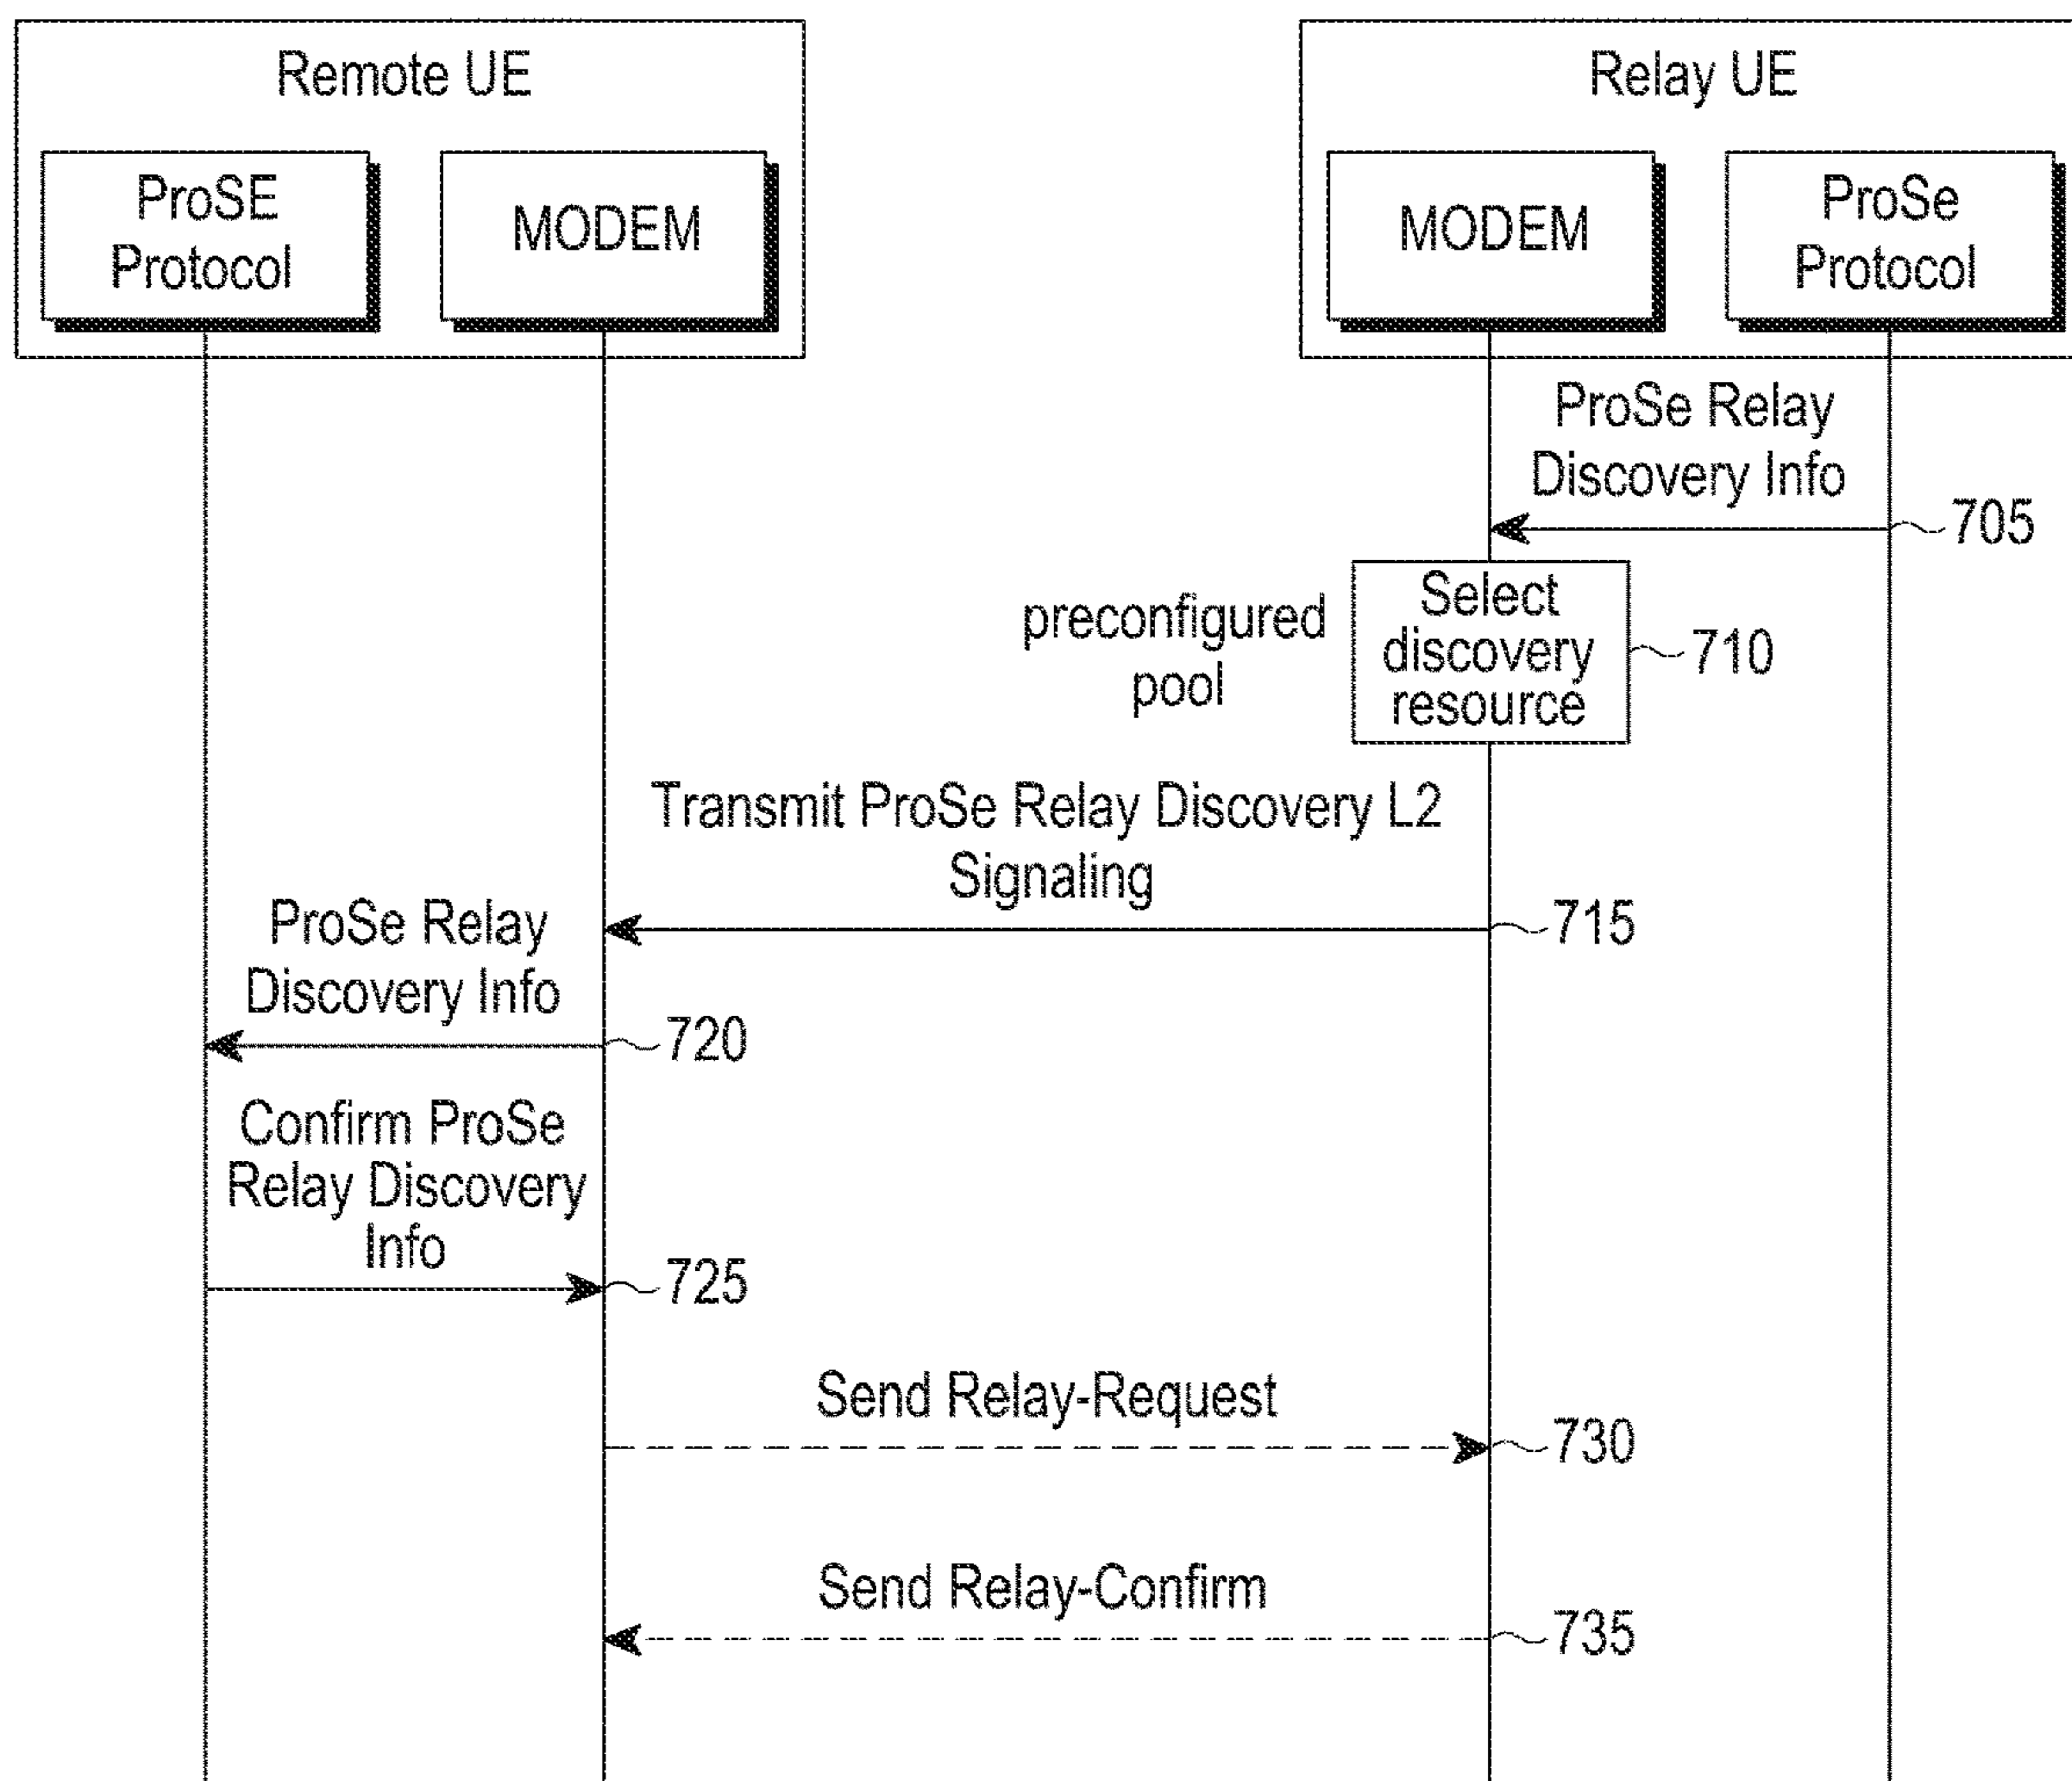 Remote UE
Relay UE
ProSE
Protocol
MODEM
MODEM
ProSe
Protocol
ProSe Relay
Discovery Info
705
preconfigured
pool
Select
discovery
resource
710
Transmit ProSe Relay Discovery L2
Signaling
715
ProSe Relay
Discovery Info
720
Confirm ProSe
Relay Discovery
Info
725
Send Relay-Request
730
Send Relay-Confirm
735